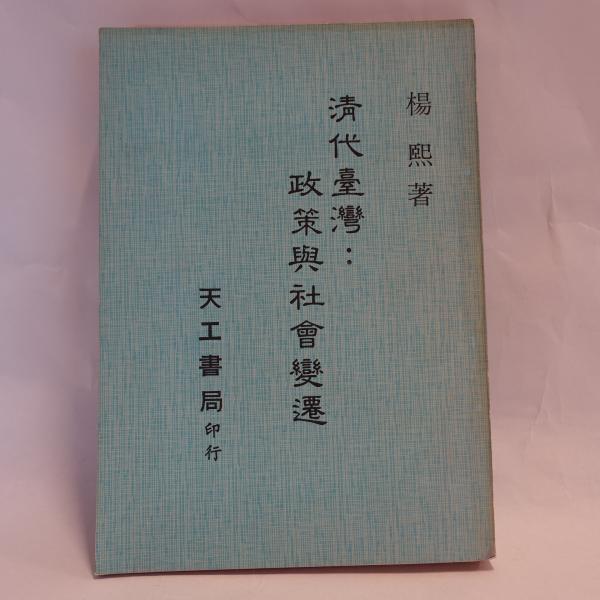 楊熙著
清代臺灣：
政策與社會變遷
天工書局印行